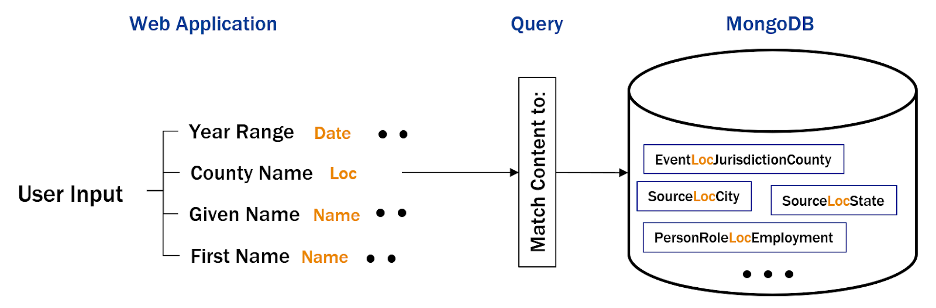 Web Application
Query
MongoDB
User Input
Year Range Date
County Name Loc
Given Name Name
First Name Name
Match Content to:
EventLocJurisdictionCounty
SourceLocCity
SourceLocState
PersonRoleLocEmployment